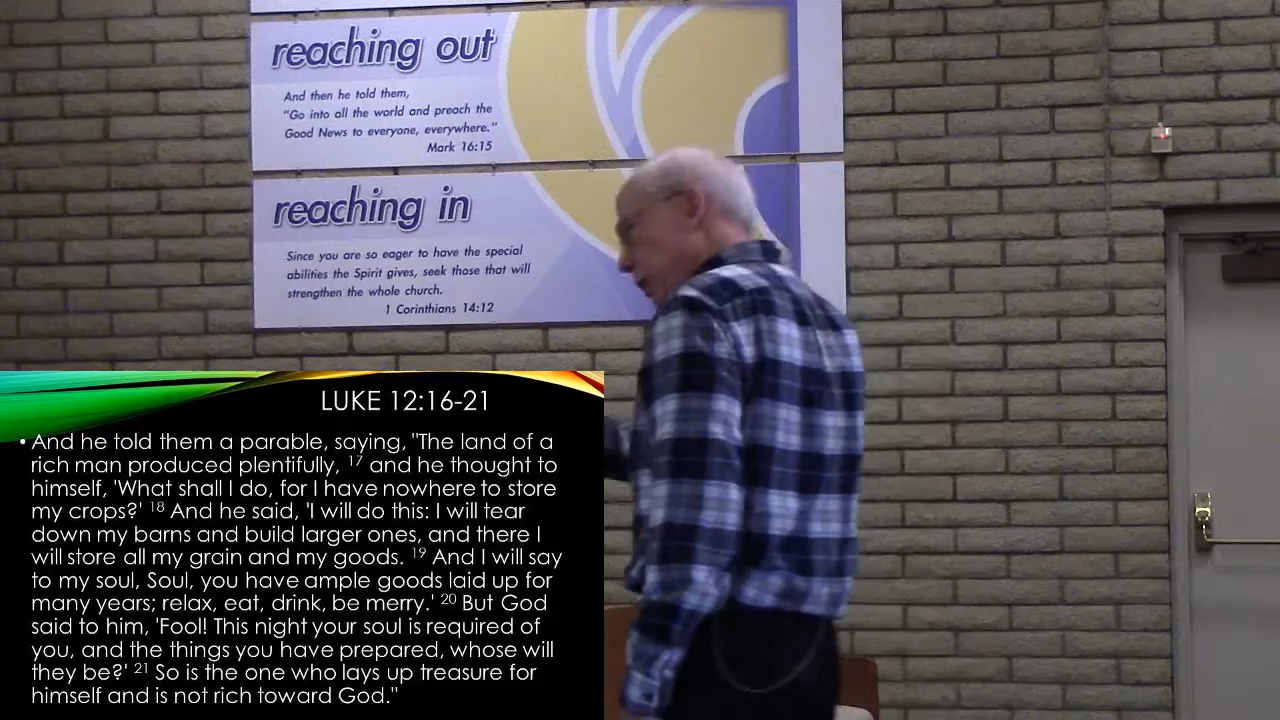 reaching out
And then he told them,
"Go into all the world and preach the
Good News to everyone, everywhere."
Mark 16:15
reaching in
Since you are so eager to have the special
abilities the Spirit gives, seek those that will
strengthen the whole church.
1 Corinthians 14:12
LUKE 12:16-21
• And he told them a parable, saying, "The land of a
rich man produced plentifully, 17 and he thought to
himself, 'What shall I do, for I have nowhere to store
my crops?' 18 And he said, 'I will do this: I will tear
down my barns and build larger ones, and there I
will store all my grain and my goods. 19 And I will say
to my soul, Soul, you have ample goods laid up for
many years; relax, eat, drink, be merry.' 20 But God
said to him, 'Fool! This night your soul is required of
you, and the things you have prepared, whose will
they be?' 21 So is the one who lays up treasure for
himself and is not rich toward God."